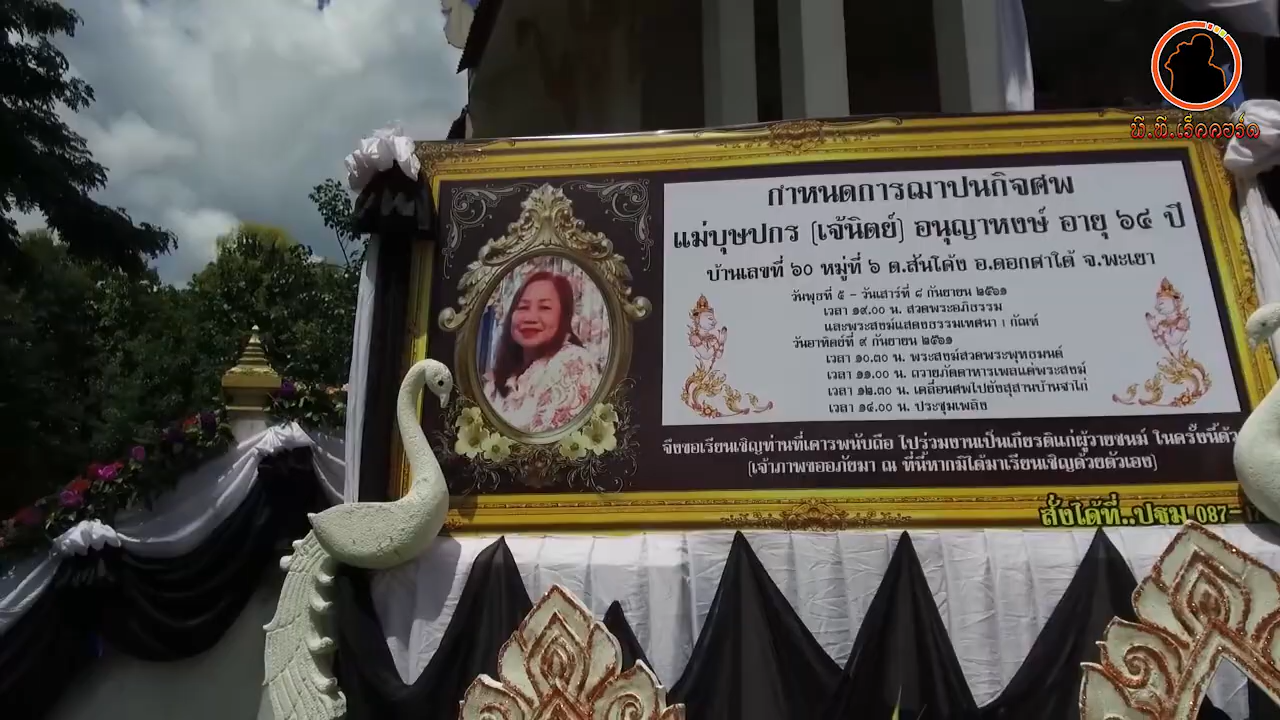 พี.ที.เร็คคอร์ด
กำหนดการฌาปนกิจศพ
แม่บุษปกร (เจ้นิตย์) อนุญาหงษ์ อายุ ๖๔ ปี
บ้านเลขที่ ๖๐ หมู่ที่ ๖ ต.สันโค้ง อ.ดอกคำใต้ จ.พะเยา
วันพุธที่ ๕ - วันเสาร์ที่ ๘ กันยายน ๒๕๖๑
เวลา ๑๙.๐๐ น. สวดพระอภิธรรม
และพระสงฆ์แสดงธรรมเทศนา ๑ กัณฑ์
วันอาทิตย์ที่ ๙ กันยายน ๒๕๖๑
เวลา ๑๐.๓๐ น. พระสงฆ์สวดพระพุทธมนต์
เวลา ๑๑.๐๐ น. ถวายภัตตาหารเพลแด่พระสงฆ์
เวลา ๑๒.๓๐ น. เคลื่อนศพไปยังสุสานบ้านชาไก่
เวลา ๑๔.๐๐ น. ประชุมเพลิง
จึงขอเรียนเชิญท่านที่เคารพนับถือ ไปร่วมงานเป็นเกียรติแก่ผู้วายชนม์ ในครั้งนี้ด้ว
(เจ้าภาพขออภัยมา ณ ที่นี้หากมิได้มาเรียนเชิญด้วยตัวเอง)
สั่งได้ที่..ปฐม 087-1